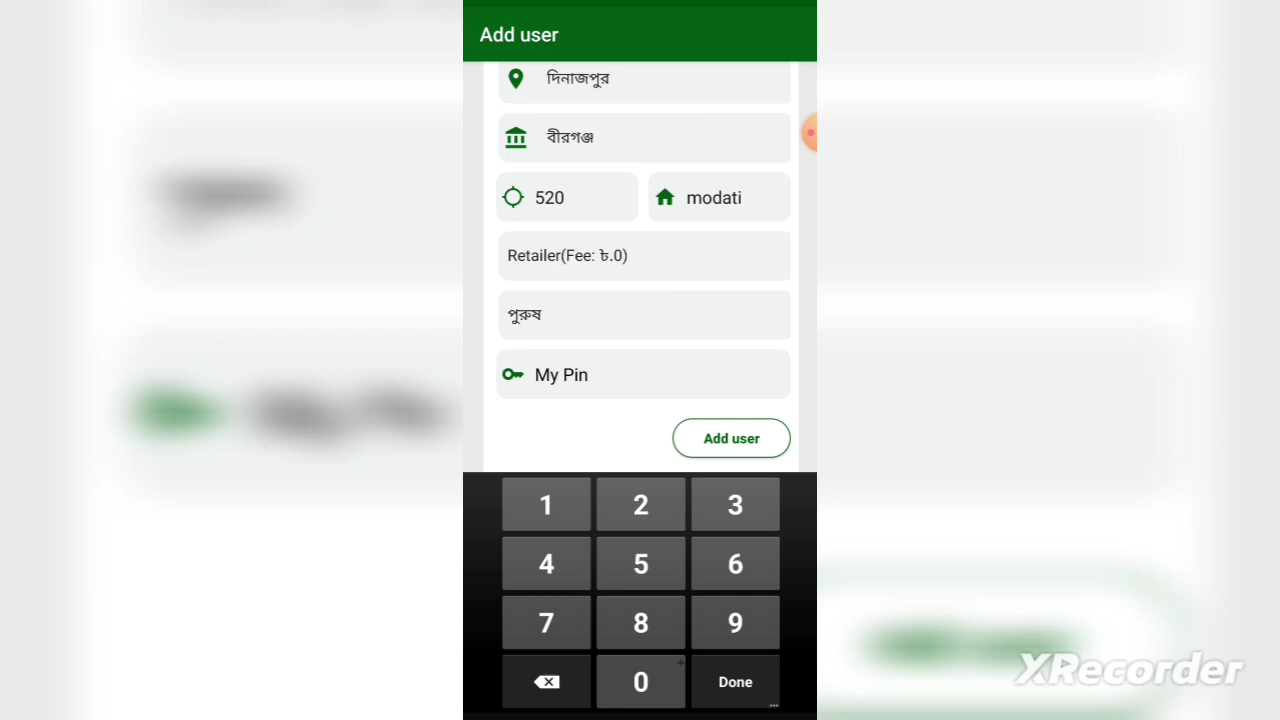 Add user
দিনাজপুর
বীরগঞ্জ
520 modati
Retailer(Fee: ৳.0)
পুরুষ
My Pin
Add user
1 2 3
4 5 6
7 8 9
0 Done
XRecorder